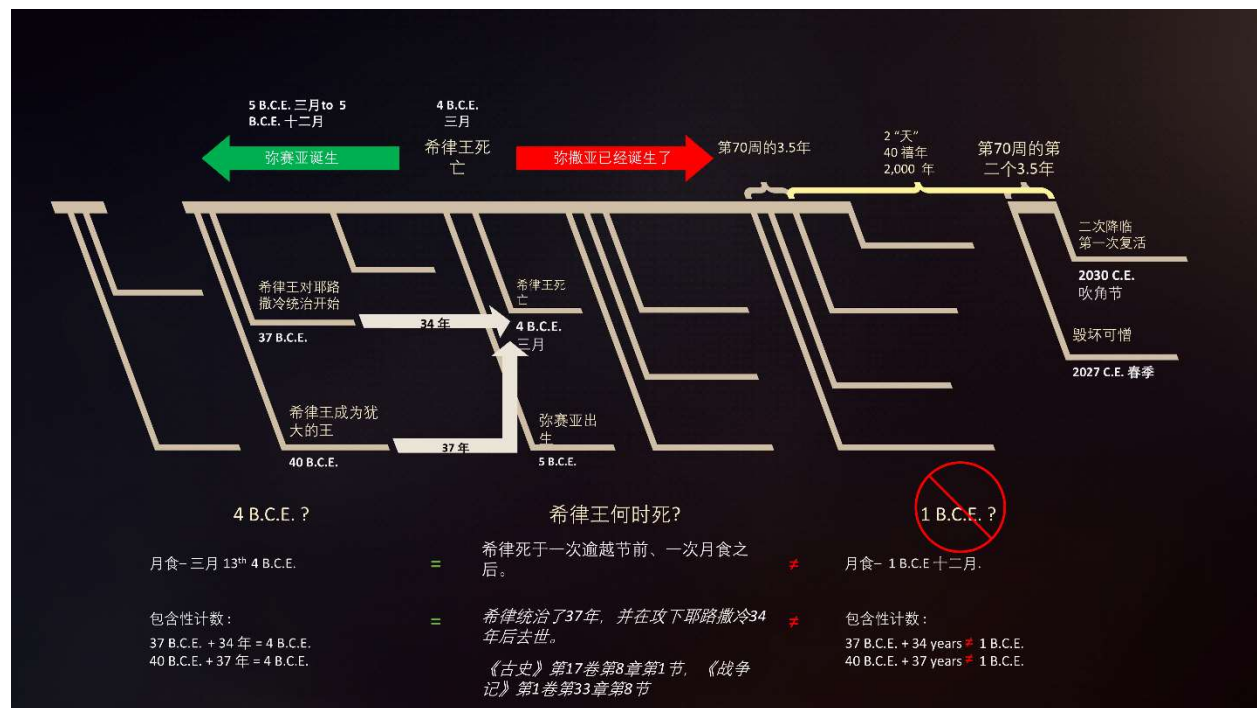 5 B.C.E. 三月to 5
B.C.E. 十二月
弥赛亚诞生
4 B.C.E.
三月
希律王死
亡
弥撒亚已经诞生了
第70周的3.5年
2 “天”
40 禧年
2,000 年
第70周的第
二个3.5年
二次降临
第一次复活
2030 C.E.
吹角节
毁坏可憎
2027 C.E. 春季
希律王对耶路
撒冷统治开始
37 B.C.E.
34 年
希律王死
亡
4 B.C.E.
三月
希律王成为犹
大的王
40 B.C.E.
37 年
弥赛亚出
生
5 B.C.E.
4 B.C.E. ?
希律王何时死?
1 B.C.E. ?
月食– 三月 13th 4 B.C.E.
=
希律死于一次逾越节前、一次月食之
后。
≠
月食– 1 B.C.E 十二月.
包含性计数 :
37 B.C.E. + 34 年 = 4 B.C.E.
40 B.C.E. + 37 年 = 4 B.C.E.
=
希律统治了37年，并在攻下耶路撒冷34
年后去世。
《古史》第17卷第8章第1节，《战争
记》第1卷第33章第8节
≠
包含性计数 :
37 B.C.E. + 34 years ≠ 1 B.C.E.
40 B.C.E. + 37 years ≠ 1 B.C.E.